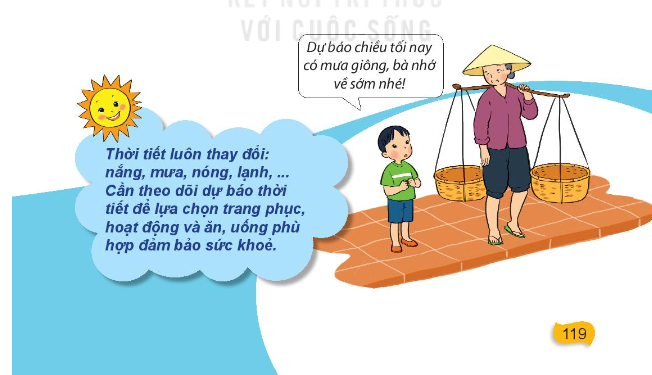 KẾT NỐI TRI THỨC
VỚI CUỘC SỐNG
Dự báo chiều tối nay
có mưa giông, bà nhớ
về sớm nhé!
Thời tiết luôn thay đổi:
nắng, mưa, nóng, lạnh, ...
Cần theo dõi dự báo thời
tiết để lựa chọn trang phục,
hoạt động và ăn, uống phù
hợp đảm bảo sức khoẻ.
119